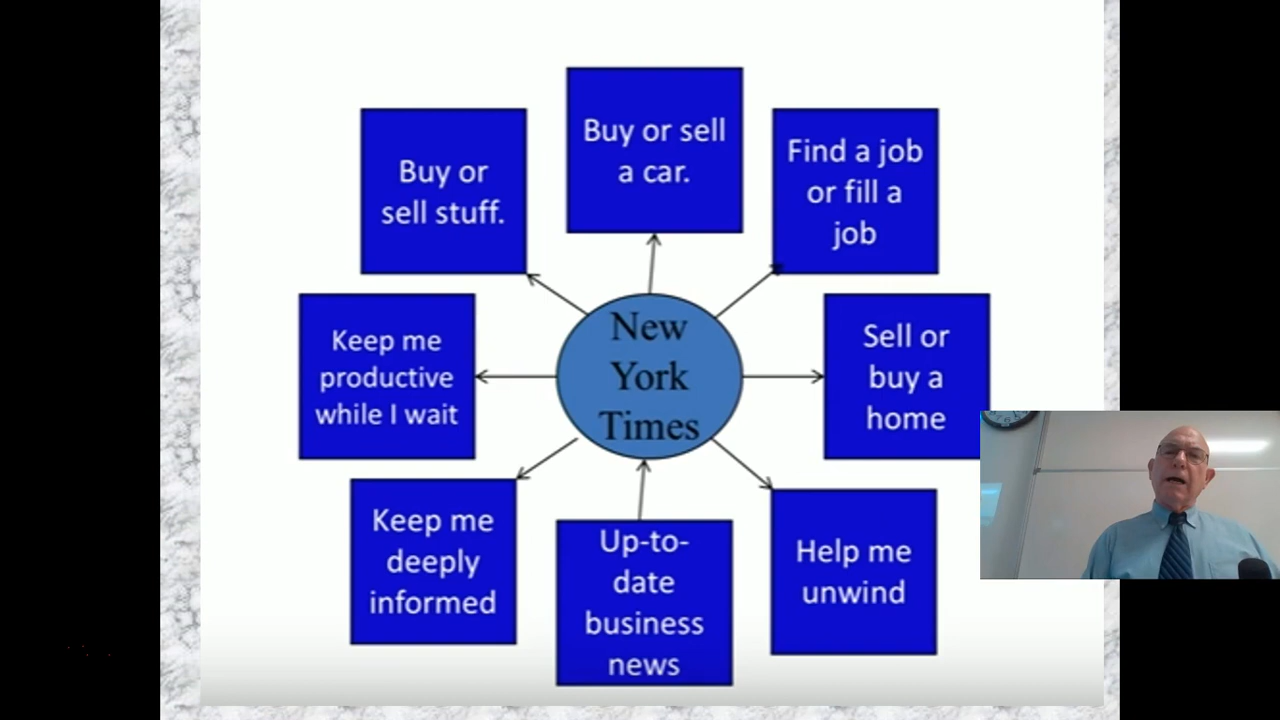 Buy or sell
a car.
Buy or
sell stuff.
Find a job
or fill a
job
Keep me
productive
while I wait
New
York
Times
Sell or
buy a
home
Keep me
deeply
informed
Up-to-
date
business
news
Help me
unwind